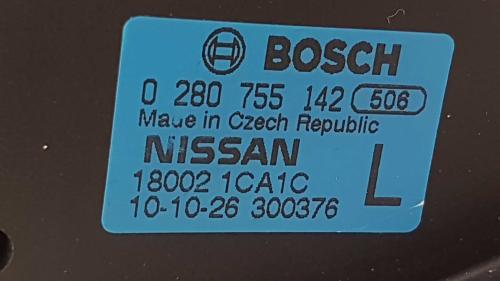 BOSCH
0 280 755 142 506
Made in Czech Republic
NISSAN
18002 1CA1C
L
10-10-26 300376